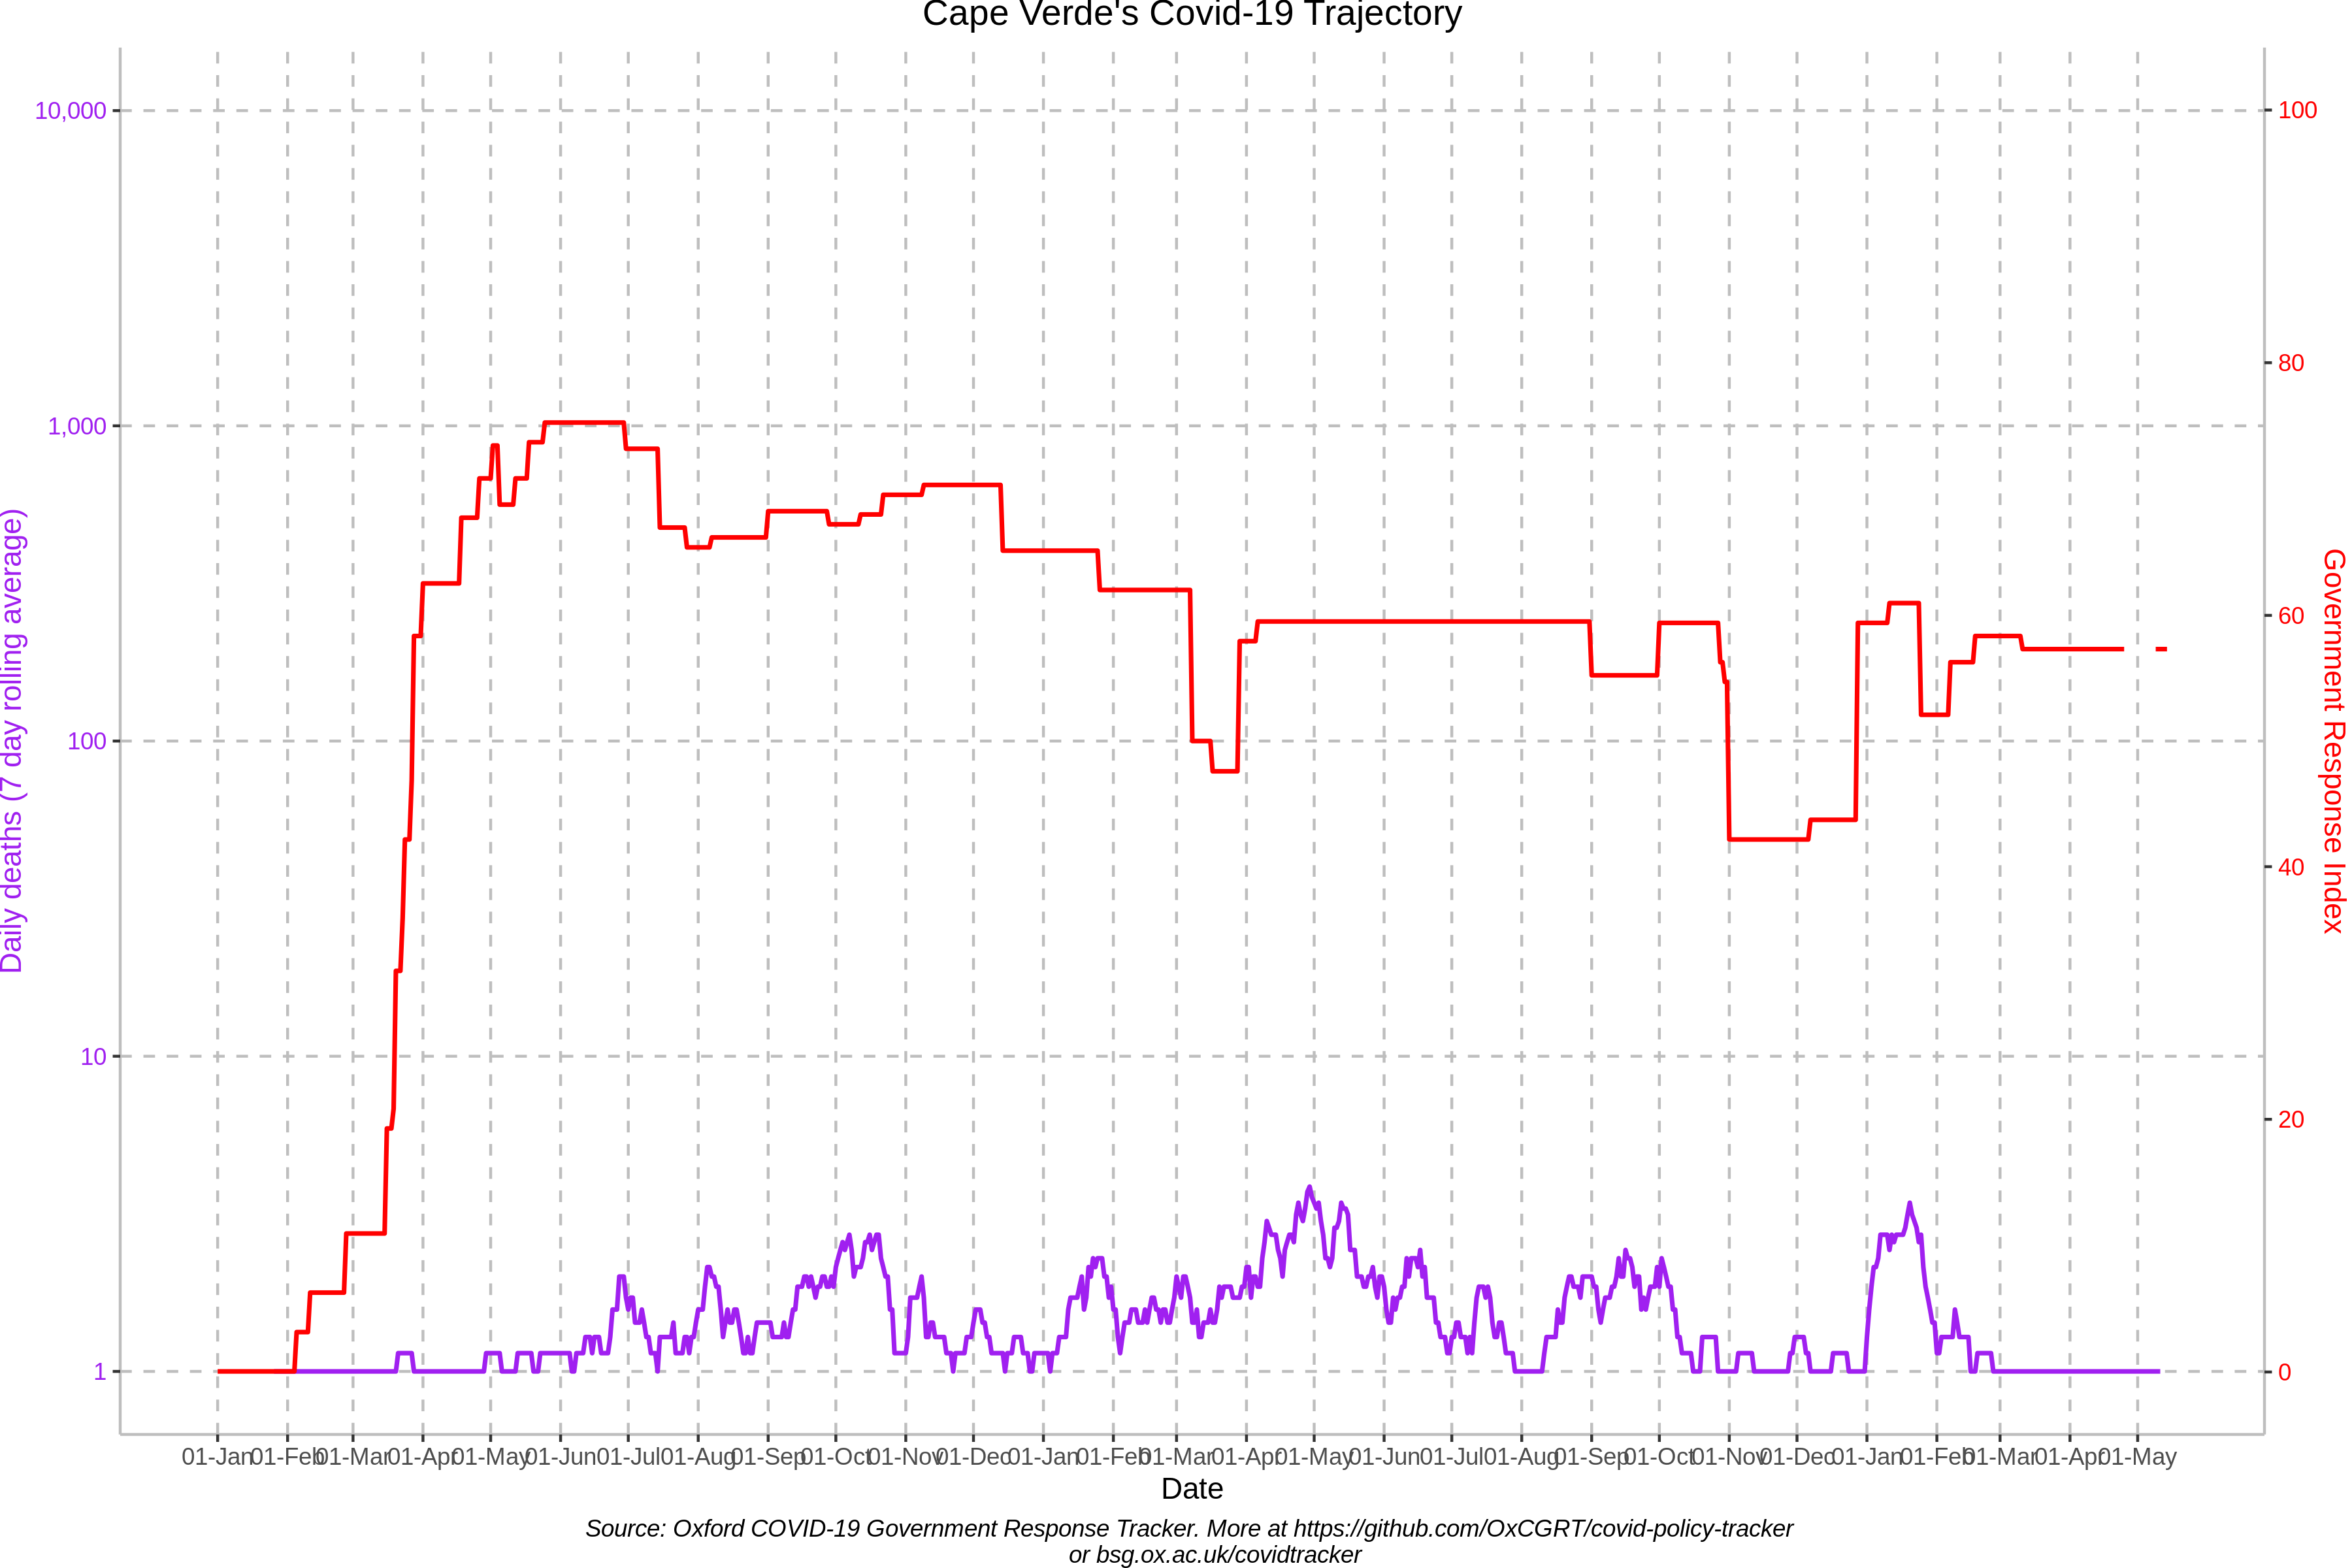 Cape Verde's Covid-19 Trajectory
10,000
1,000
100
10
1
Daily deaths (7 day rolling average)
100
80
60
40
20
0
Government Response Index
01-Jan 01-Feb 01-Mar 01-Apr 01-May 01-Jun 01-Jul 01-Aug 01-Sep 01-Oct 01-Nov 01-Dec 01-Jan 01-Feb 01-Mar 01-Apr 01-May 01-Jun 01-Jul 01-Aug 01-Sep 01-Oct 01-Nov 01-Dec 01-Jan 01-Feb 01-Mar 01-Apr 01-May
Date
Source: Oxford COVID-19 Government Response Tracker. More at https://github.com/OxCGRT/covid-policy-tracker
or bsg.ox.ac.uk/covidtracker